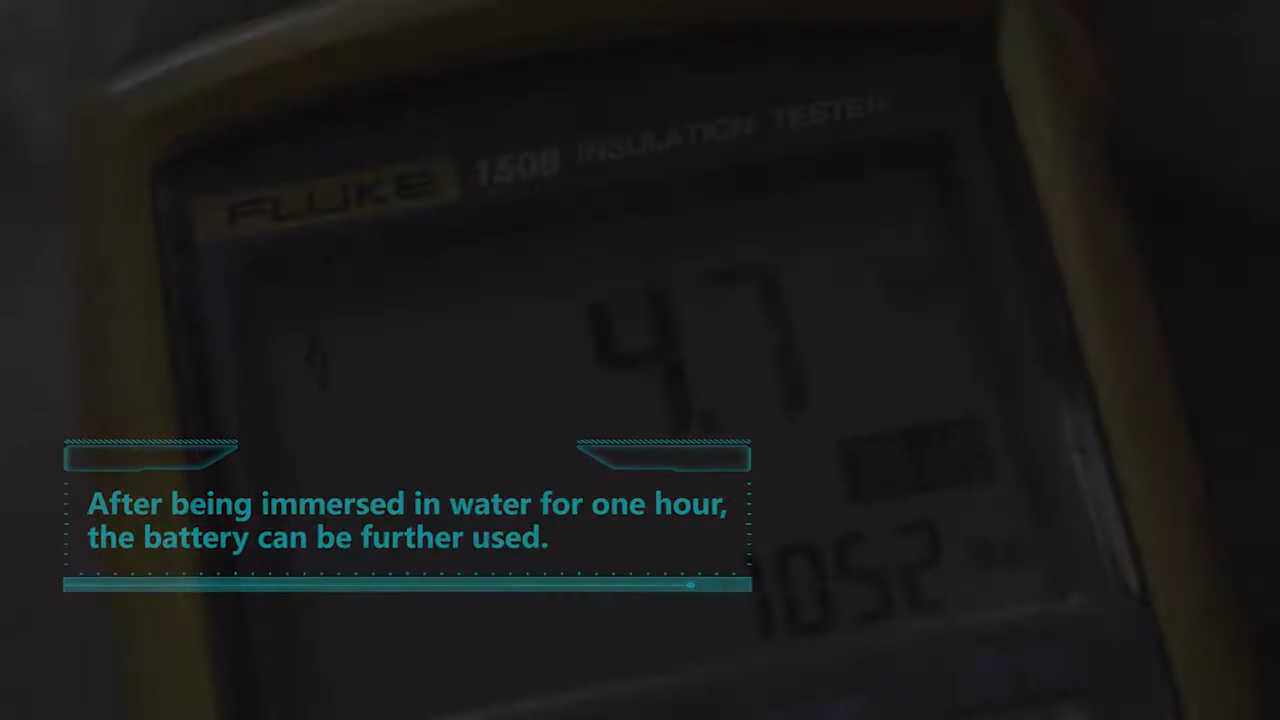 FLUKE 1508 INSULATION TESTER
4.7
1052
After being immersed in water for one hour,
the battery can be further used.